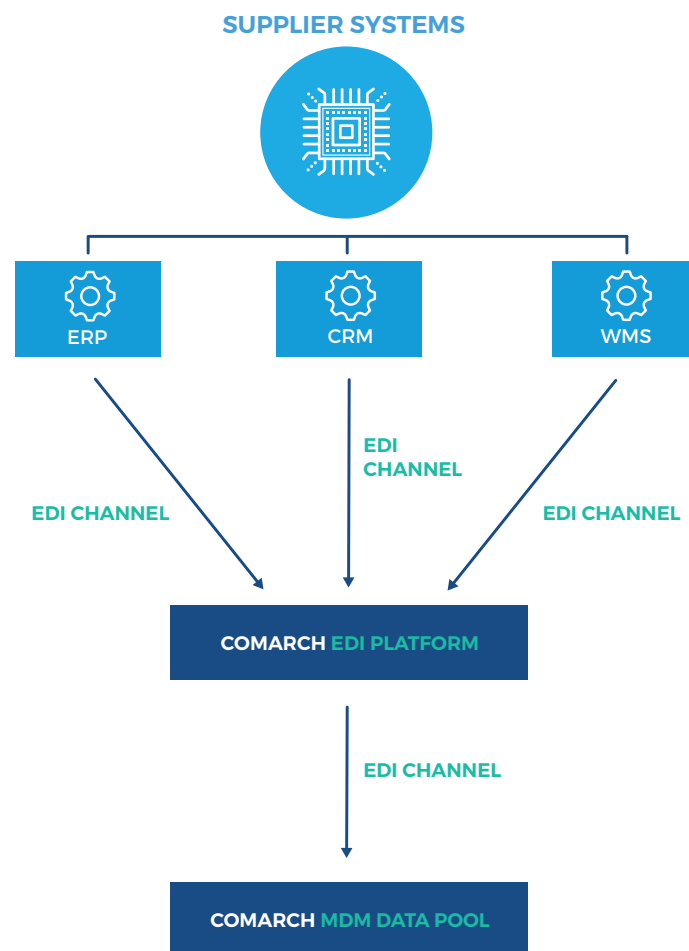 SUPPLIER SYSTEMS
ERP
CRM
WMS
EDI
CHANNEL
EDI CHANNEL
EDI CHANNEL
COMARCH EDI PLATFORM
EDI CHANNEL
COMARCH MDM DATA POOL